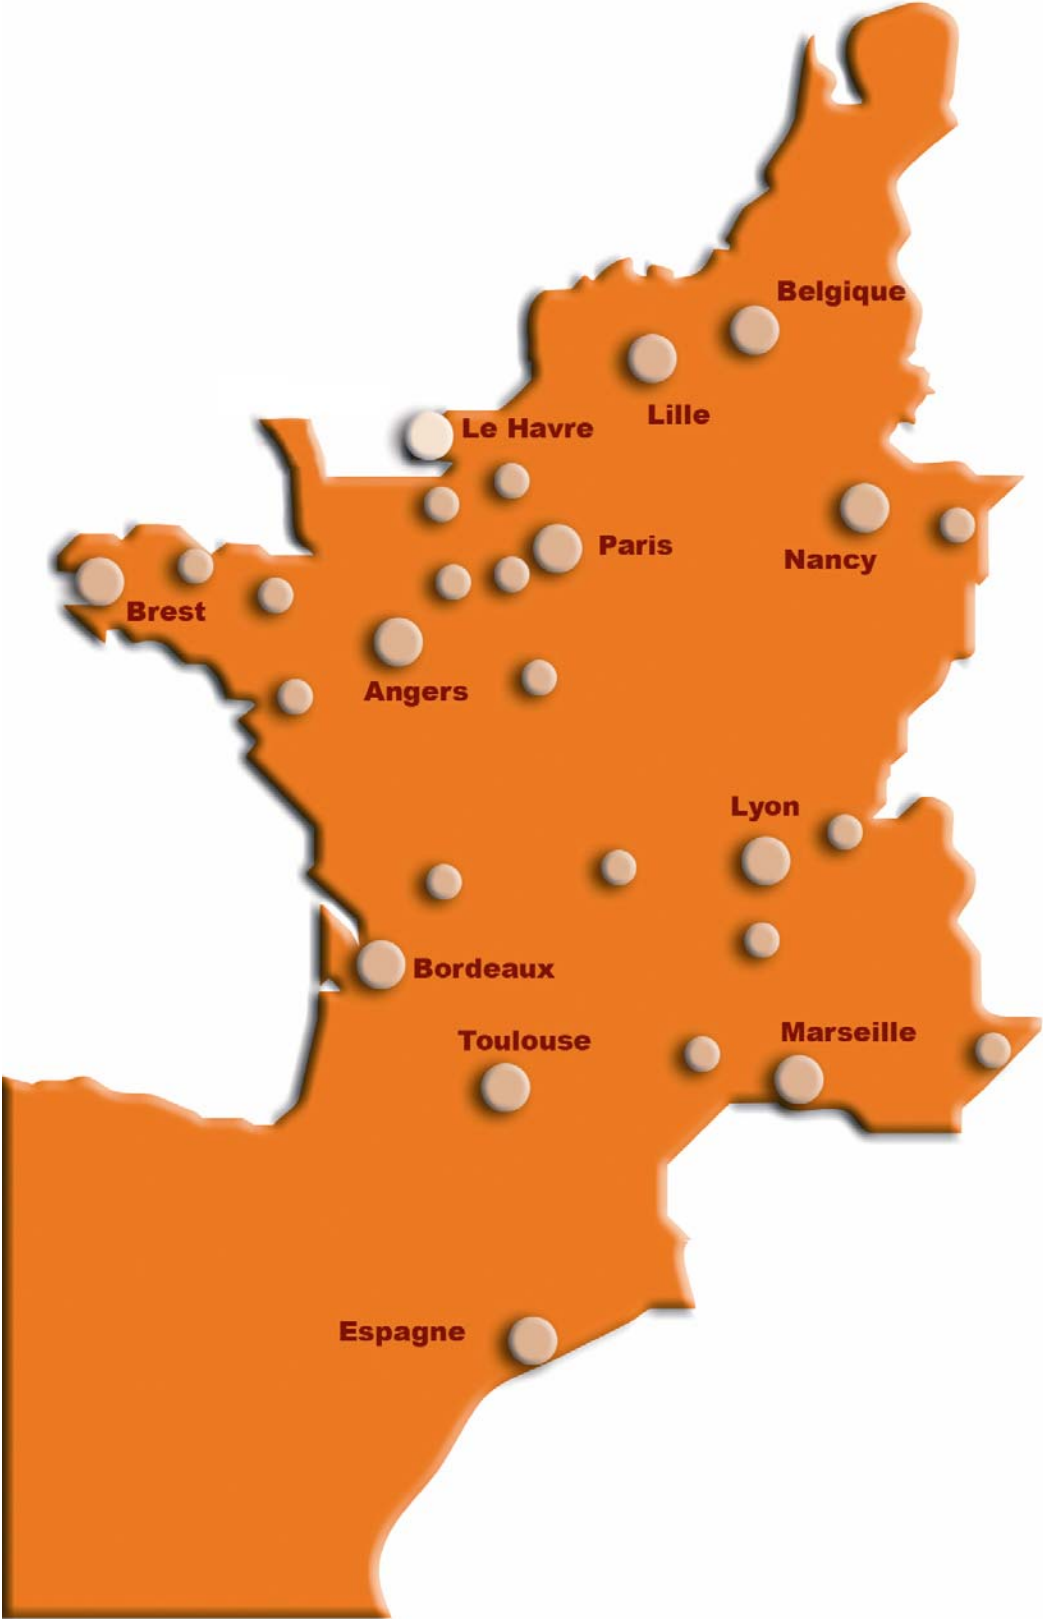 Belgique
Lille
Le Havre
Paris
Nancy
Brest
Angers
Lyon
Bordeaux
Toulouse
Marseille
Espagne